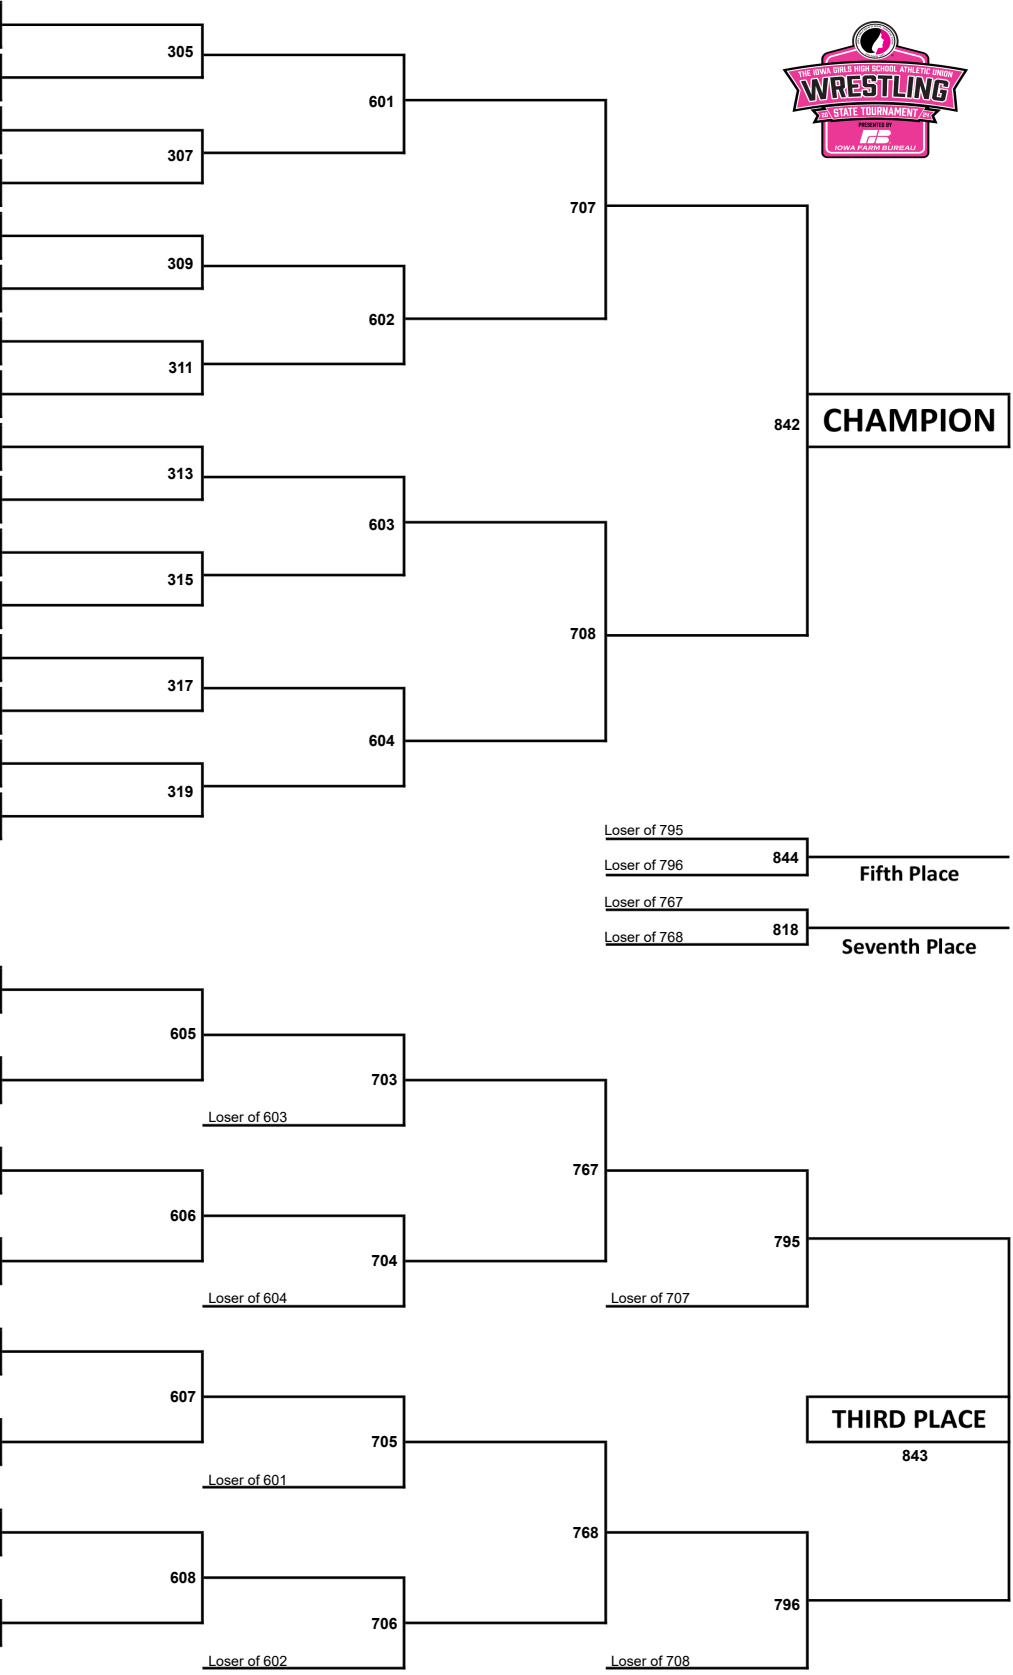 305
THE IOWA GIRLS HIGH SCHOOL ATHLETIC UNION
WRESTLING
STATE TOURNAMENT
PRESENTED BY
FB
IOWA FARM BUREAU
601
307
707
309
602
311
842
CHAMPION
313
603
315
708
317
604
319
Loser of 795
844
Loser of 796
Fifth Place
Loser of 767
818
Loser of 768
Seventh Place
605
703
Loser of 603
767
606
795
704
Loser of 604
Loser of 707
607
THIRD PLACE
705
843
Loser of 601
768
608
796
706
Loser of 602
Loser of 708